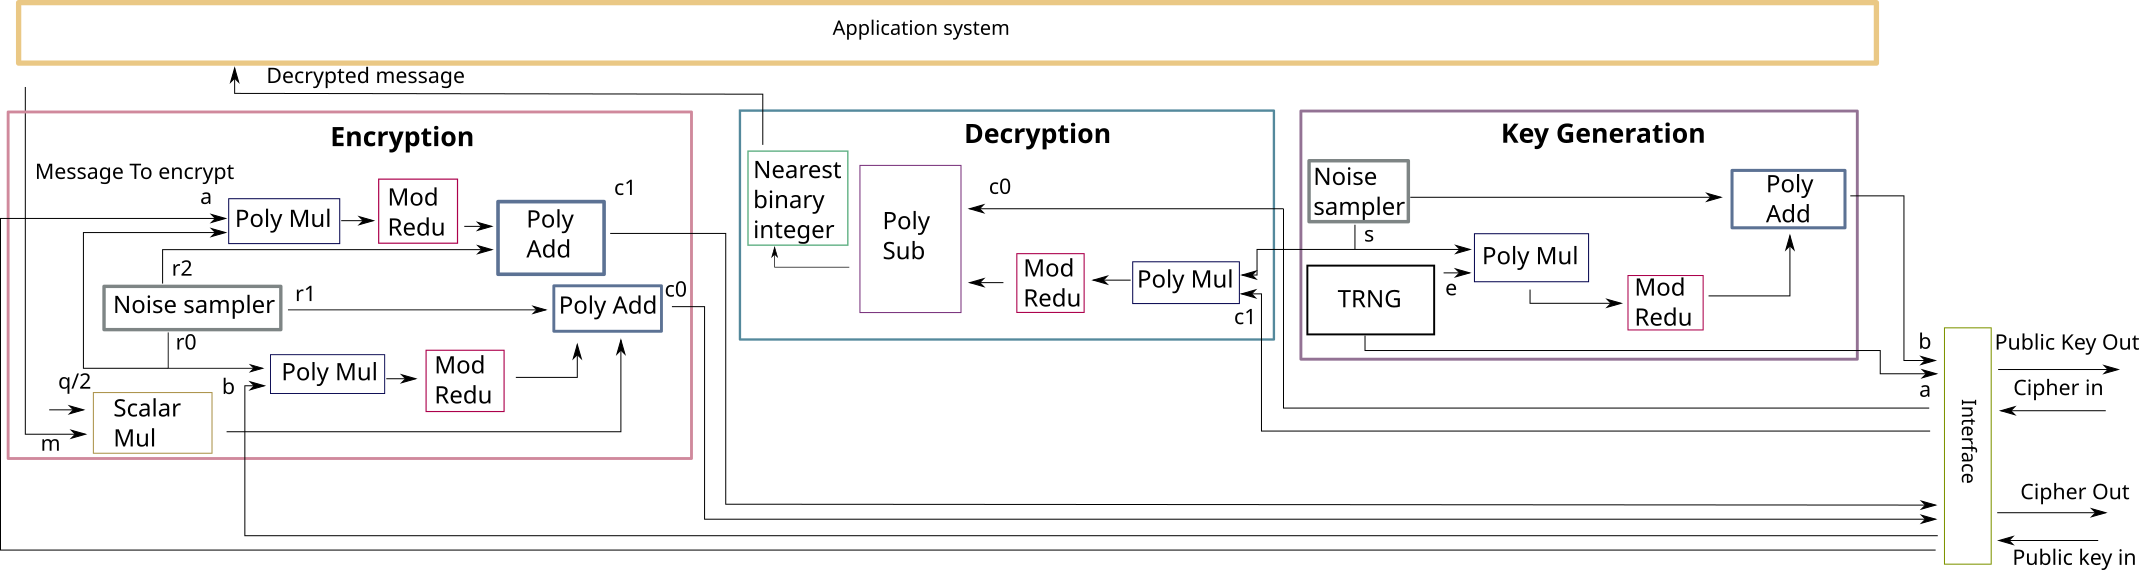 Application system
Decrypted message
Encryption
Message To encrypt
a
Poly Mul
Mod
Redu
Poly
Add
c1
r2
Noise sampler
r1
Poly Add
c0
r0
q/2
b
Poly Mul
Mod
Redu
Scalar
Mul
m
Decryption
Nearest
binary
integer
Poly
Sub
c0
Mod
Redu
Poly Mul
c1
Key Generation
Noise
sampler
s
Poly
Add
Poly Mul
TRNG
e
Mod
Redu
b
a
Interface
Public Key Out
Cipher in
Cipher Out
Public key in